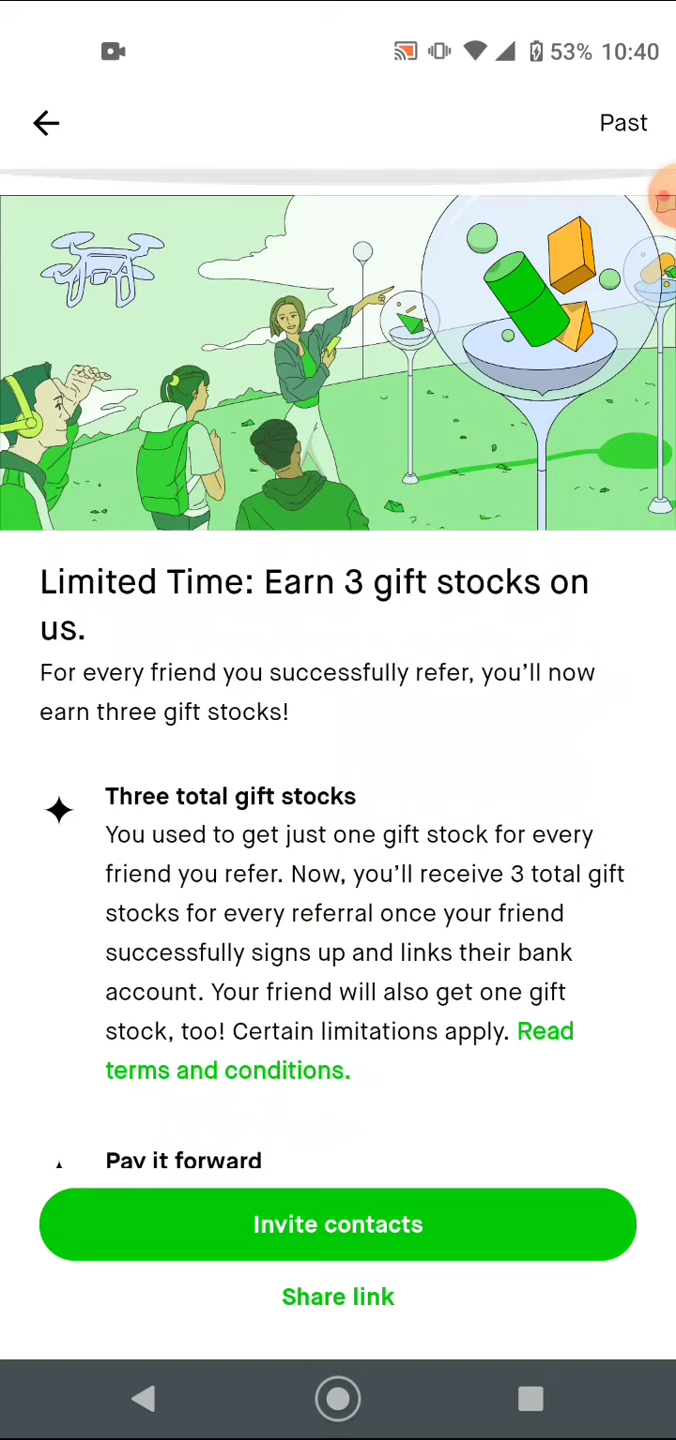 53% 10:40
Past
Limited Time: Earn 3 gift stocks on
us.
For every friend you successfully refer, you’ll now
earn three gift stocks!
Three total gift stocks
You used to get just one gift stock for every
friend you refer. Now, you’ll receive 3 total gift
stocks for every referral once your friend
successfully signs up and links their bank
account. Your friend will also get one gift
stock, too! Certain limitations apply. Read
terms and conditions.
Pay it forward
Invite contacts
Share link